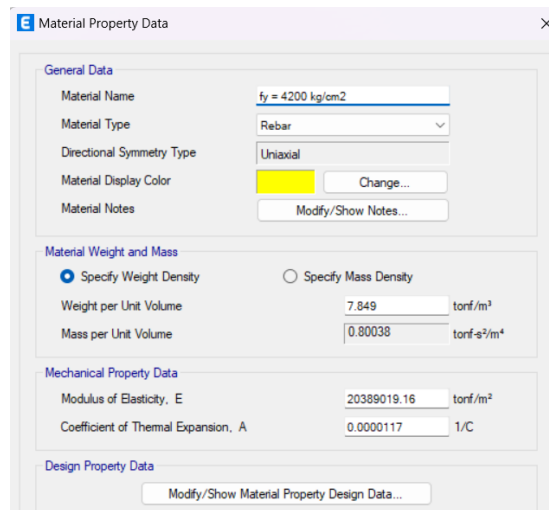 E Material Property Data
General Data
Material Name fy = 4200 kg/cm2
Material Type Rebar
Directional Symmetry Type Uniaxial
Material Display Color Change...
Material Notes Modify/Show Notes...
Material Weight and Mass
Specify Weight Density Specify Mass Density
Weight per Unit Volume 7.849 tonf/m³
Mass per Unit Volume 0.80038 tonf-s²/m⁴
Mechanical Property Data
Modulus of Elasticity, E 20389019.16 tonf/m²
Coefficient of Thermal Expansion, A 0.0000117 1/C
Design Property Data
Modify/Show Material Property Design Data...